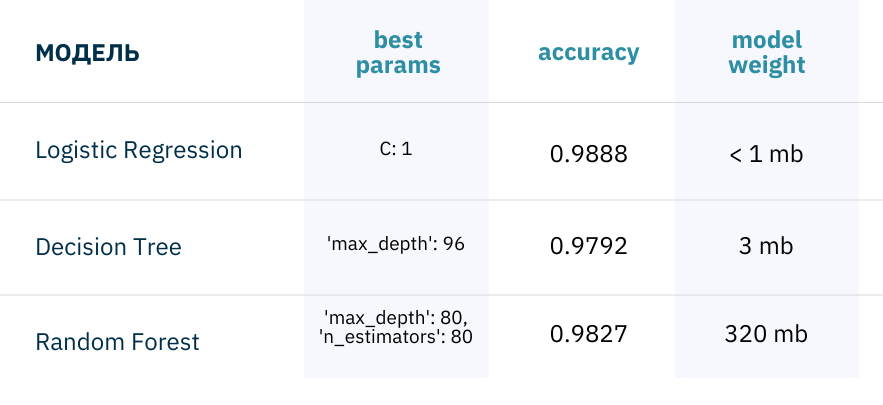 МОДЕЛЬ
best
params
accuracy
model
weight
Logistic Regression
C: 1
0.9888
< 1 mb
Decision Tree
'max_depth': 96
0.9792
3 mb
Random Forest
'max_depth': 80,
'n_estimators': 80
0.9827
320 mb